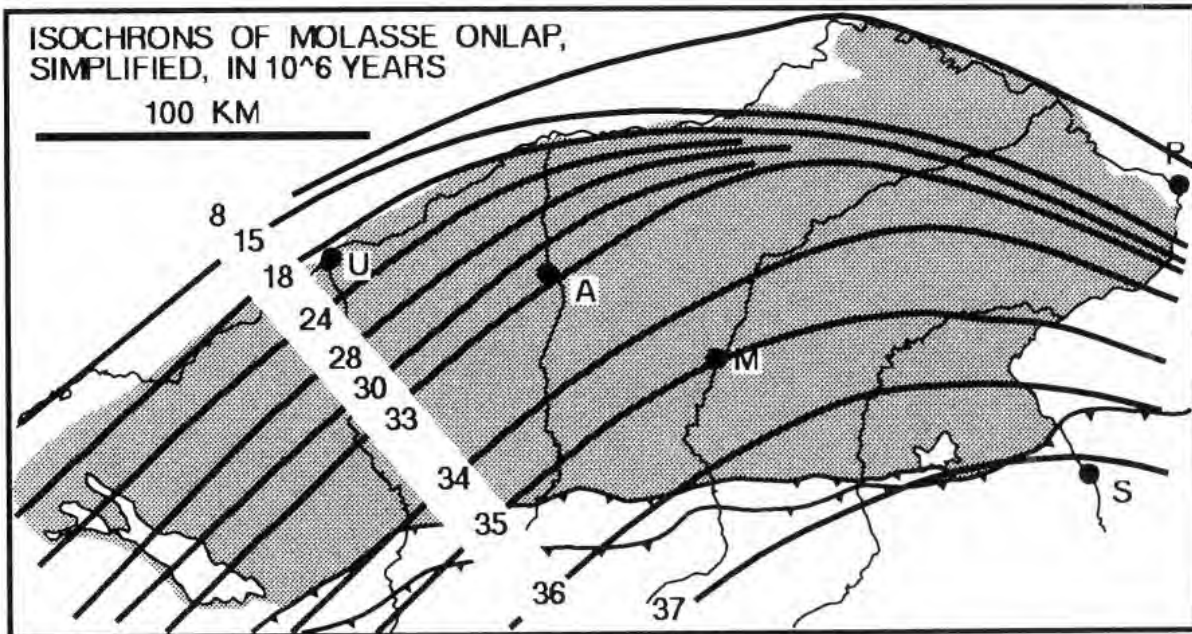 ISOCHRONS OF MOLASSE ONLAP,
SIMPLIFIED, IN 10^6 YEARS
100 KM
P
8
15
U
18
A
24
28
M
30
33
34
S
35
36
37